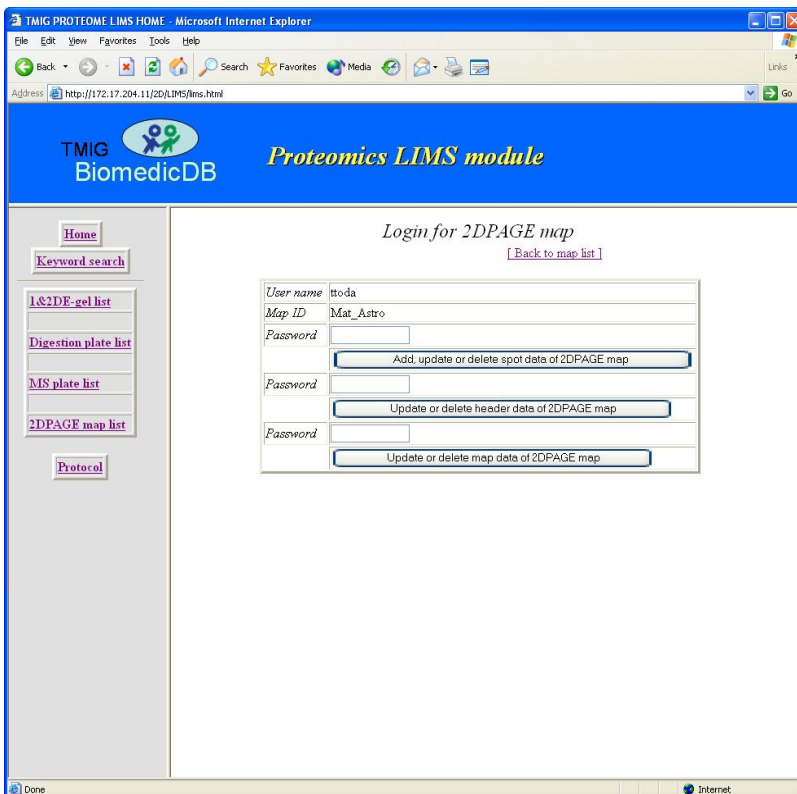 TMIG PROTEOME LIMS HOME - Microsoft Internet Explorer
File Edit View Favorites Tools Help
Back Search Favorites Media Links
Address http://172.17.204.11/2D/LIMS/lims.html Go
TMIG
BiomedicDB
Proteomics LIMS module
Home
Keyword search
1&2DE-gel list
Digestion plate list
MS plate list
2DPAGE map list
Protocol
Login for 2DPAGE map
[ Back to map list ]
User name ttoda
Map ID Mat_Astro
Password
Add, update or delete spot data of 2DPAGE map
Password
Update or delete header data of 2DPAGE map
Password
Update or delete map data of 2DPAGE map
Done Internet